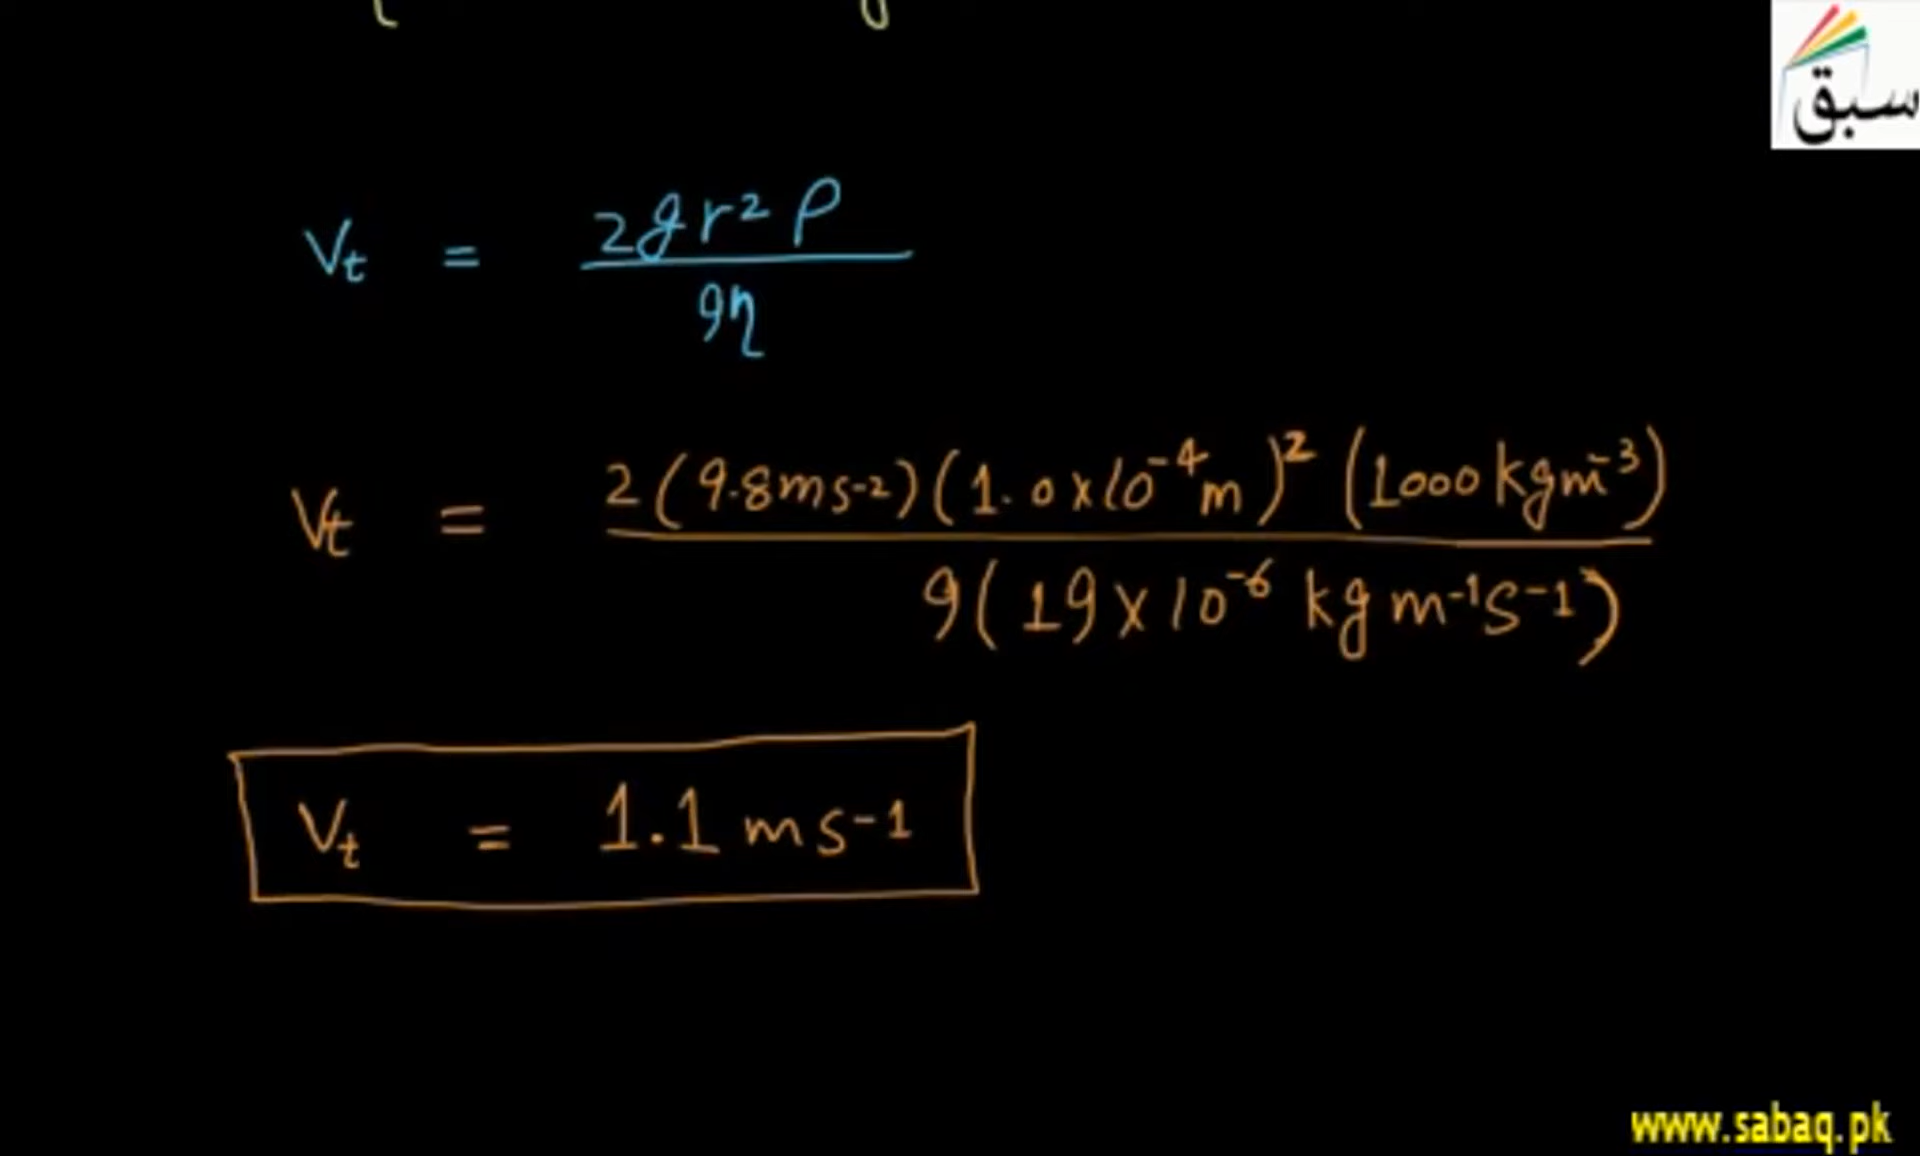 سبق
Vt = 2gr²ρ / 9η
Vt = 2(9.8ms-2)(1.0x10⁻⁴m)² (1000kgm⁻³) / 9(19x10⁻⁶ kg m-1s-1)
Vt = 1.1 ms-1
www.sabaq.pk